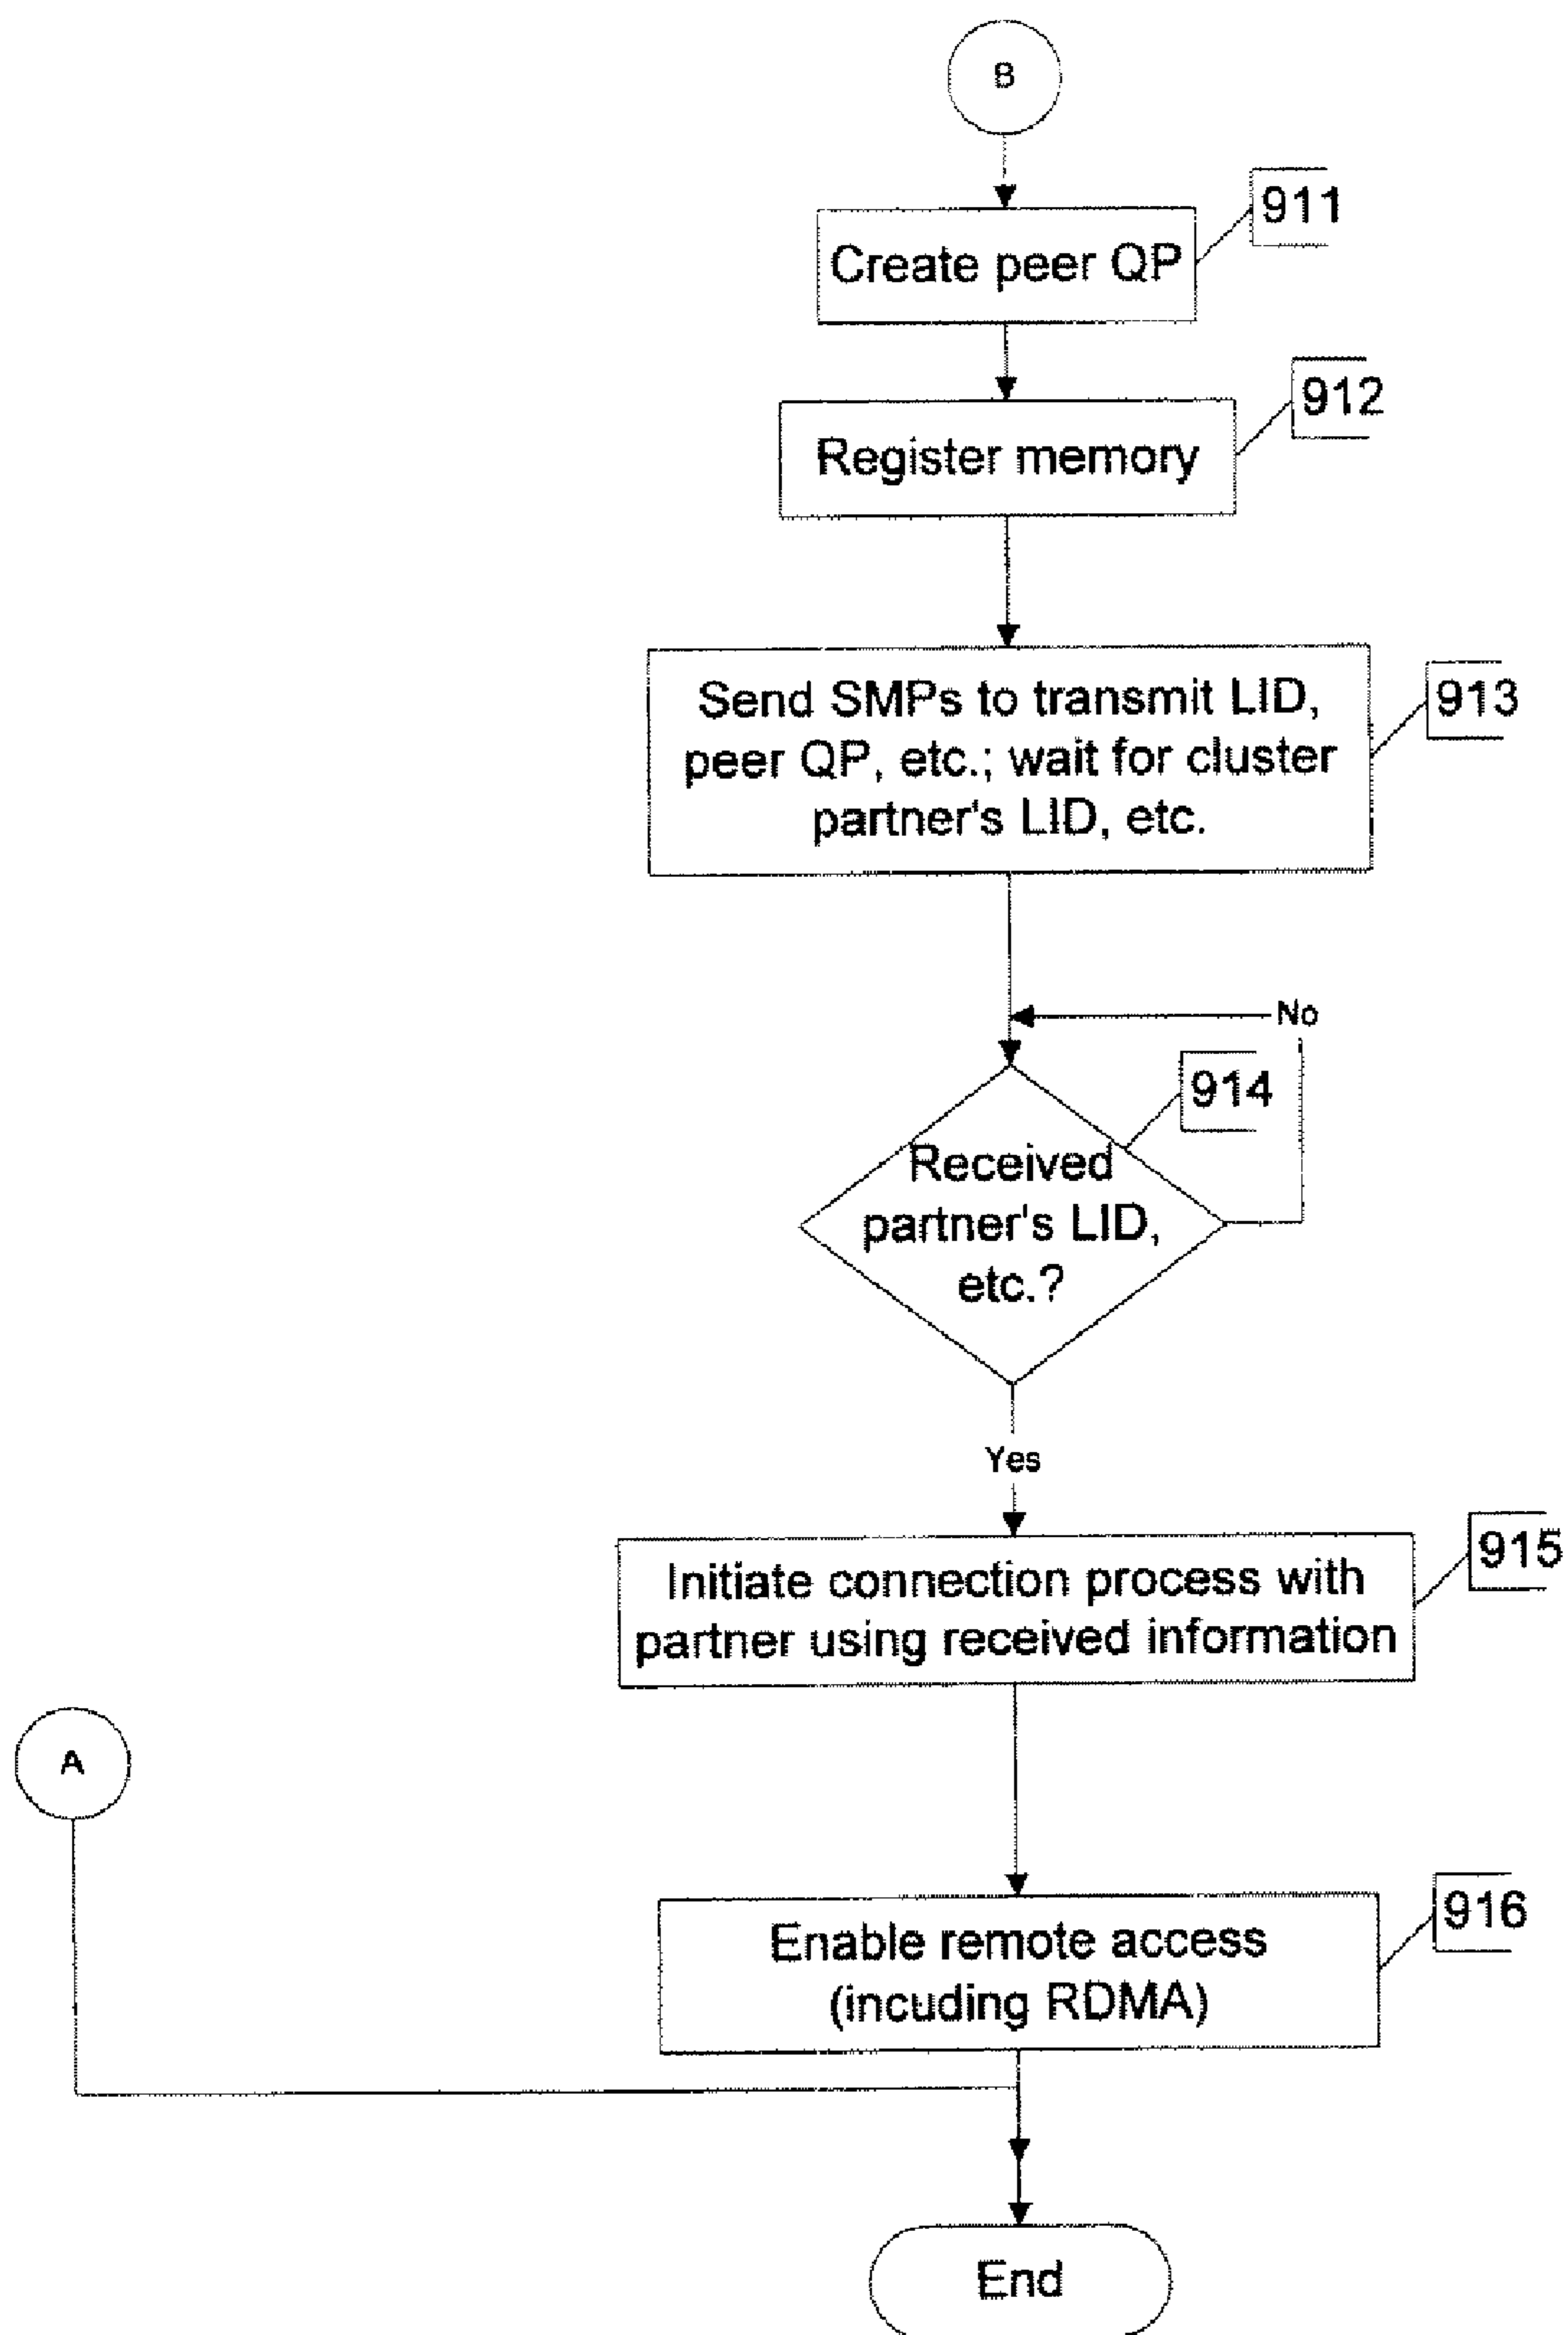 B
911
Create peer QP
912
Register memory
913
Send SMPs to transmit LID,
peer QP, etc.; wait for cluster
partner's LID, etc.
No
914
Received
partner's LID,
etc.?
Yes
915
Initiate connection process with
partner using received information
A
916
Enable remote access
(incuding RDMA)
End